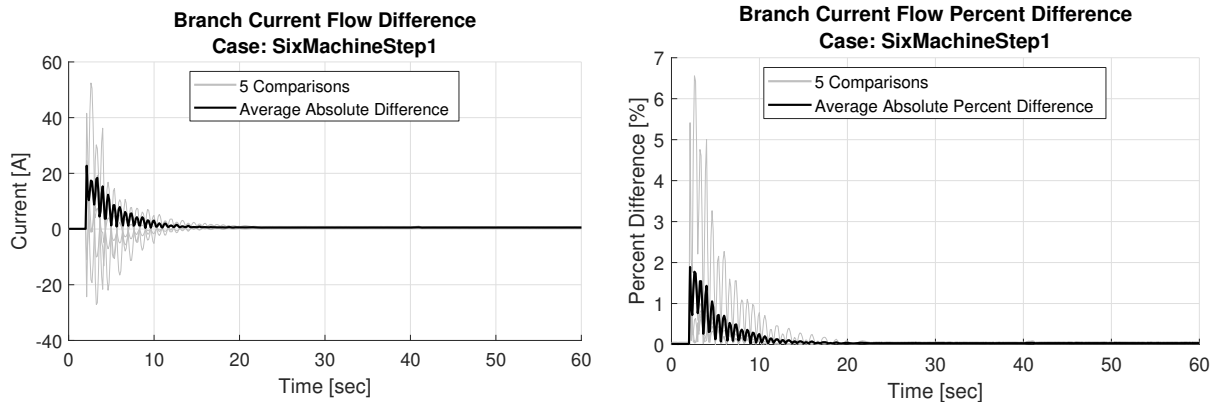 Branch Current Flow Difference
Case: SixMachineStep1
60
40
20
0
-20
-40
Current [A]
5 Comparisons
Average Absolute Difference
0
10
20
30
40
50
60
Time [sec]
Branch Current Flow Percent Difference
Case: SixMachineStep1
7
6
5
4
3
2
1
0
Percent Difference [%]
5 Comparisons
Average Absolute Percent Difference
0
10
20
30
40
50
60
Time [sec]